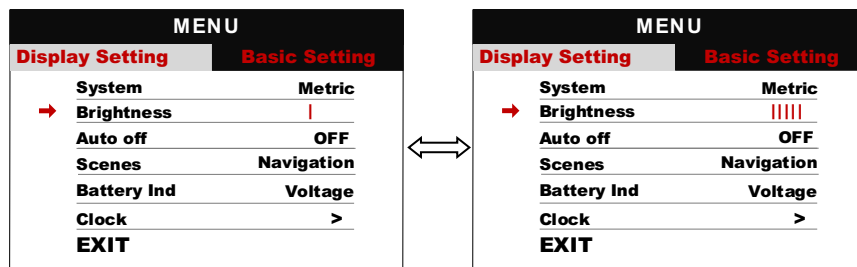 MENU
Display Setting Basic Setting
System Metric
Brightness |
Auto off OFF
Scenes Navigation
Battery Ind Voltage
Clock >
EXIT
MENU
Display Setting Basic Setting
System Metric
Brightness |||||
Auto off OFF
Scenes Navigation
Battery Ind Voltage
Clock >
EXIT